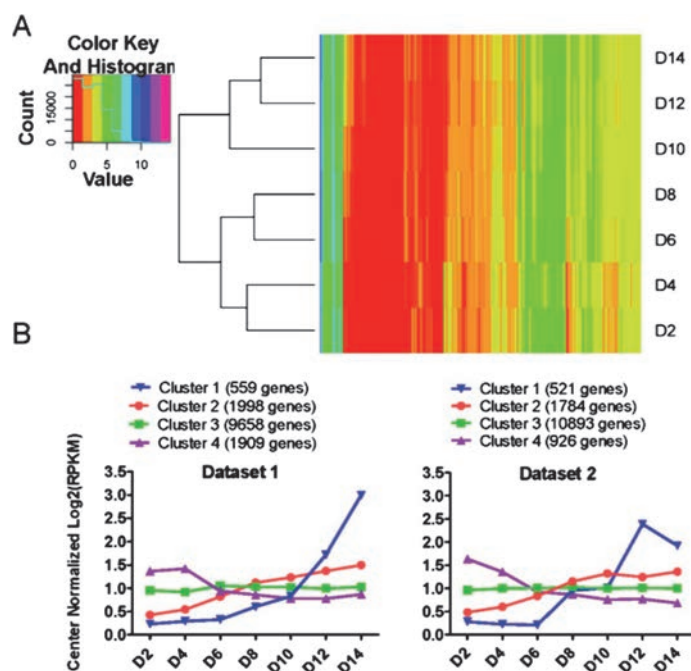 A
Color Key
And Histogran
Count
15000
0
0
5
10
Value
D14
D12
D10
D8
D6
D4
D2
B
Cluster 1 (559 genes)
Cluster 2 (1998 genes)
Cluster 3 (9658 genes)
Cluster 4 (1909 genes)
Cluster 1 (521 genes)
Cluster 2 (1784 genes)
Cluster 3 (10893 genes)
Cluster 4 (926 genes)
Center Normalized Log2(RPKM)
Dataset 1
3.5
3.0
2.5
2.0
1.5
1.0
0.5
0.0
D2 D4 D6 D8 D10 D12 D14
Dataset 2
3.5
3.0
2.5
2.0
1.5
1.0
0.5
0.0
D2 D4 D6 D8 D10 D12 D14